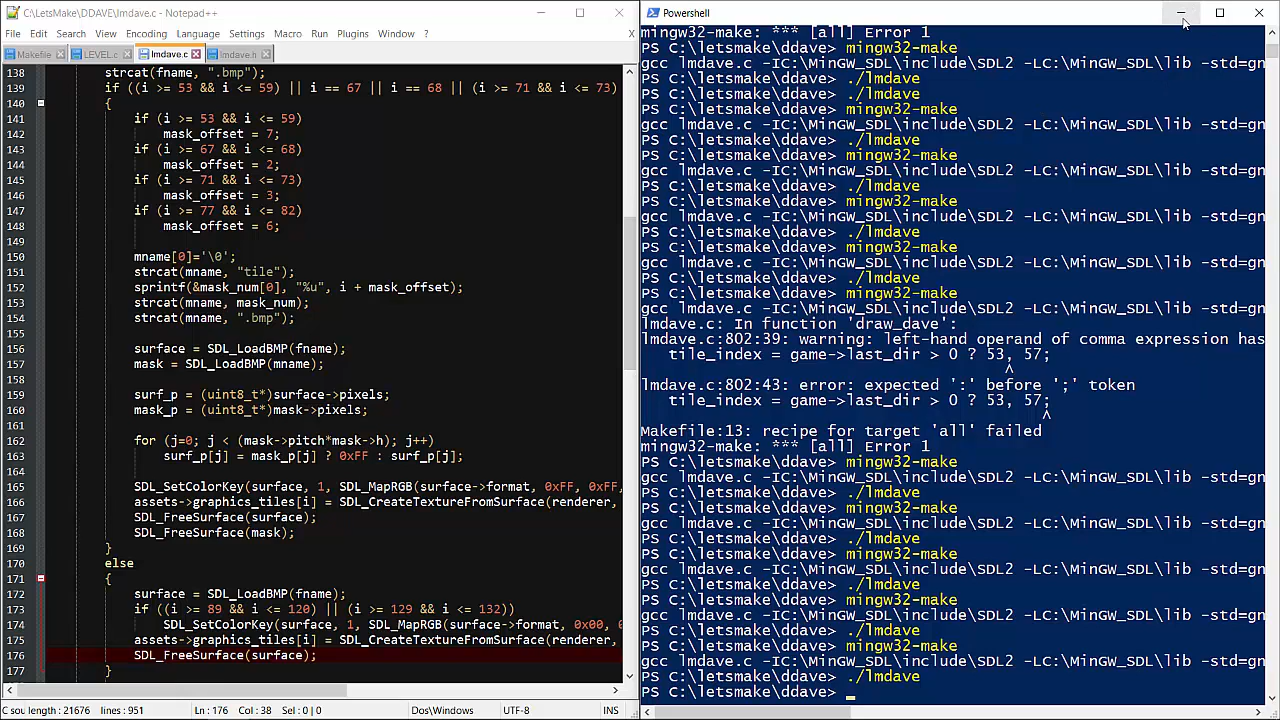 C:\LetsMake\DDAVE\lmdave.c - Notepad++
File Edit Search View Encoding Language Settings Macro Run Plugins Window ? X
Makefile LEVEL.c lmdave.c lmdave.h
138 strcat(fname, ".bmp");
139 if ((i >= 53 && i <= 59) || i == 67 || i == 68 || (i >= 71 && i <= 73)
140 {
141 if (i >= 53 && i <= 59)
142 mask_offset = 7;
143 if (i >= 67 && i <= 68)
144 mask_offset = 2;
145 if (i >= 71 && i <= 73)
146 mask_offset = 3;
147 if (i >= 77 && i <= 82)
148 mask_offset = 6;
149
150 mname[0]='\0';
151 strcat(mname, "tile");
152 sprintf(&mask_num[0], "%u", i + mask_offset);
153 strcat(mname, mask_num);
154 strcat(mname, ".bmp");
155
156 surface = SDL_LoadBMP(fname);
157 mask = SDL_LoadBMP(mname);
158
159 surf_p = (uint8_t*)surface->pixels;
160 mask_p = (uint8_t*)mask->pixels;
161
162 for (j=0; j < (mask->pitch*mask->h); j++)
163 surf_p[j] = mask_p[j] ? 0xFF : surf_p[j];
164
165 SDL_SetColorKey(surface, 1, SDL_MapRGB(surface->format, 0xFF, 0xFF,
166 assets->graphics_tiles[i] = SDL_CreateTextureFromSurface(renderer,
167 SDL_FreeSurface(surface);
168 SDL_FreeSurface(mask);
169 }
170 else
171 {
172 surface = SDL_LoadBMP(fname);
173 if ((i >= 89 && i <= 120) || (i >= 129 && i <= 132))
174 SDL_SetColorKey(surface, 1, SDL_MapRGB(surface->format, 0x00, 0
175 assets->graphics_tiles[i] = SDL_CreateTextureFromSurface(renderer,
176 SDL_FreeSurface(surface);
177 }
C sou length : 21676 lines : 951 Ln : 176 Col : 38 Sel : 0 | 0 Dos\Windows UTF-8 INS
Powershell
mingw32-make: *** [all] Error 1
PS C:\letsmake\ddave> mingw32-make
gcc lmdave.c -IC:\MinGW_SDL\include\SDL2 -LC:\MinGW_SDL\lib -std=gn
PS C:\letsmake\ddave> ./lmdave
PS C:\letsmake\ddave>
PS C:\letsmake\ddave> mingw32-make
gcc lmdave.c -IC:\MinGW_SDL\include\SDL2 -LC:\MinGW_SDL\lib -std=gn
PS C:\letsmake\ddave> ./lmdave
PS C:\letsmake\ddave> mingw32-make
gcc lmdave.c -IC:\MinGW_SDL\include\SDL2 -LC:\MinGW_SDL\lib -std=gn
PS C:\letsmake\ddave> ./lmdave
PS C:\letsmake\ddave> mingw32-make
gcc lmdave.c -IC:\MinGW_SDL\include\SDL2 -LC:\MinGW_SDL\lib -std=gn
PS C:\letsmake\ddave> ./lmdave
PS C:\letsmake\ddave> mingw32-make
gcc lmdave.c -IC:\MinGW_SDL\include\SDL2 -LC:\MinGW_SDL\lib -std=gn
PS C:\letsmake\ddave> ./lmdave
PS C:\letsmake\ddave> mingw32-make
gcc lmdave.c -IC:\MinGW_SDL\include\SDL2 -LC:\MinGW_SDL\lib -std=gn
lmdave.c: In function 'draw_dave':
lmdave.c:802:39: warning: left-hand operand of comma expression has
tile_index = game->last_dir > 0 ? 53, 57;
^
lmdave.c:802:43: error: expected ':' before ';' token
tile_index = game->last_dir > 0 ? 53, 57;
^
Makefile:13: recipe for target 'all' failed
mingw32-make: *** [all] Error 1
PS C:\letsmake\ddave> mingw32-make
gcc lmdave.c -IC:\MinGW_SDL\include\SDL2 -LC:\MinGW_SDL\lib -std=gn
PS C:\letsmake\ddave> ./lmdave
PS C:\letsmake\ddave> mingw32-make
gcc lmdave.c -IC:\MinGW_SDL\include\SDL2 -LC:\MinGW_SDL\lib -std=gn
PS C:\letsmake\ddave> ./lmdave
PS C:\letsmake\ddave> mingw32-make
gcc lmdave.c -IC:\MinGW_SDL\include\SDL2 -LC:\MinGW_SDL\lib -std=gn
PS C:\letsmake\ddave> ./lmdave
PS C:\letsmake\ddave> mingw32-make
gcc lmdave.c -IC:\MinGW_SDL\include\SDL2 -LC:\MinGW_SDL\lib -std=gn
PS C:\letsmake\ddave> ./lmdave
PS C:\letsmake\ddave> mingw32-make
gcc lmdave.c -IC:\MinGW_SDL\include\SDL2 -LC:\MinGW_SDL\lib -std=gn
PS C:\letsmake\ddave> ./lmdave
PS C:\letsmake\ddave>